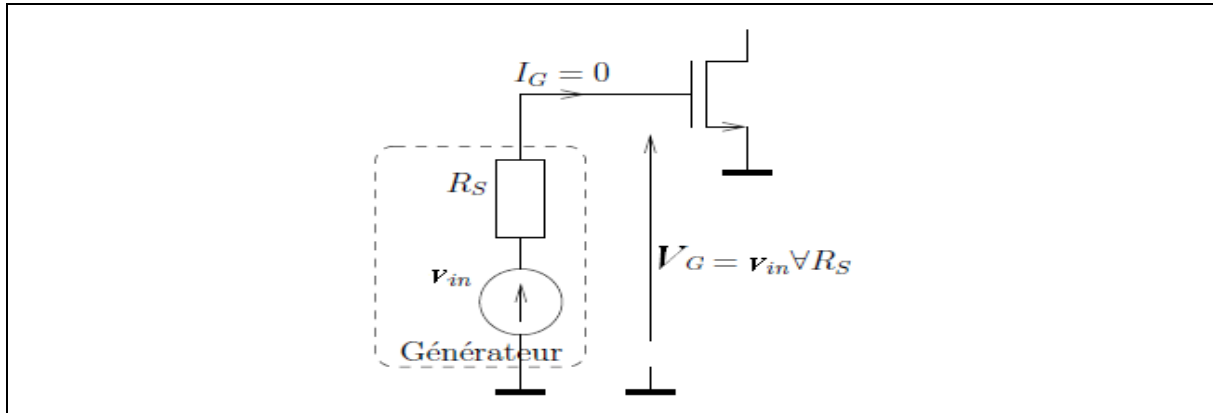 I_G = 0
R_S
V_G = v_in ∀R_S
v_in
Générateur